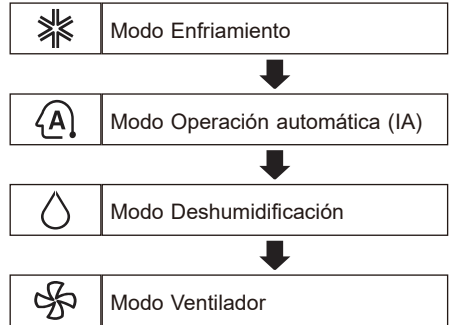 Modo Enfriamiento
A
Modo Operación automática (IA)
Modo Deshumidificación
Modo Ventilador